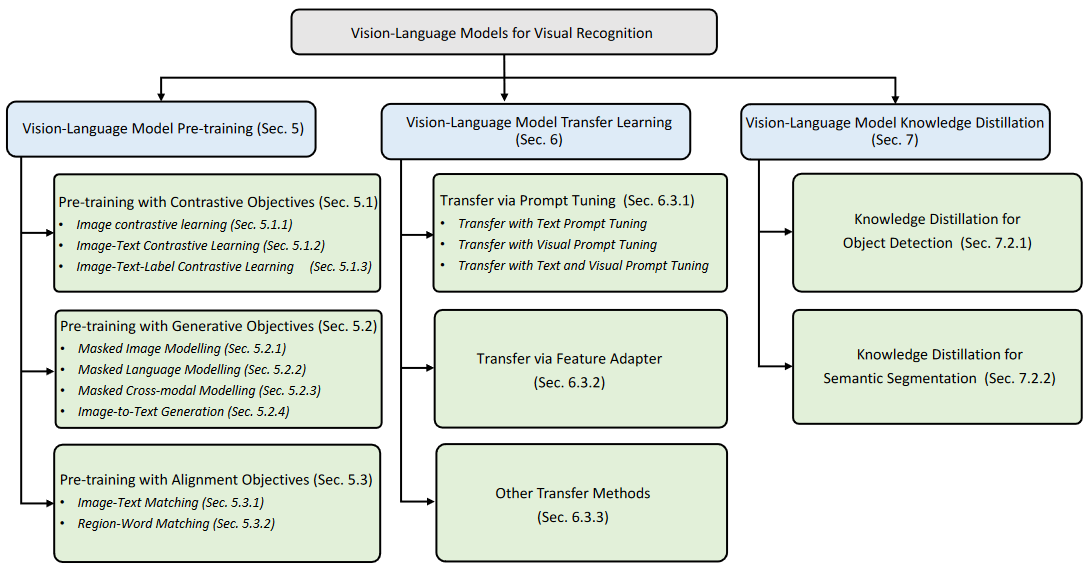 Vision-Language Models for Visual Recognition
Vision-Language Model Pre-training (Sec. 5)
Pre-training with Contrastive Objectives (Sec. 5.1)
• Image contrastive learning (Sec. 5.1.1)
• Image-Text Contrastive Learning (Sec. 5.1.2)
• Image-Text-Label Contrastive Learning (Sec. 5.1.3)
Pre-training with Generative Objectives (Sec. 5.2)
• Masked Image Modelling (Sec. 5.2.1)
• Masked Language Modelling (Sec. 5.2.2)
• Masked Cross-modal Modelling (Sec. 5.2.3)
• Image-to-Text Generation (Sec. 5.2.4)
Pre-training with Alignment Objectives (Sec. 5.3)
• Image-Text Matching (Sec. 5.3.1)
• Region-Word Matching (Sec. 5.3.2)
Vision-Language Model Transfer Learning
(Sec. 6)
Transfer via Prompt Tuning (Sec. 6.3.1)
• Transfer with Text Prompt Tuning
• Transfer with Visual Prompt Tuning
• Transfer with Text and Visual Prompt Tuning
Transfer via Feature Adapter
(Sec. 6.3.2)
Other Transfer Methods
(Sec. 6.3.3)
Vision-Language Model Knowledge Distillation
(Sec. 7)
Knowledge Distillation for
Object Detection (Sec. 7.2.1)
Knowledge Distillation for
Semantic Segmentation (Sec. 7.2.2)